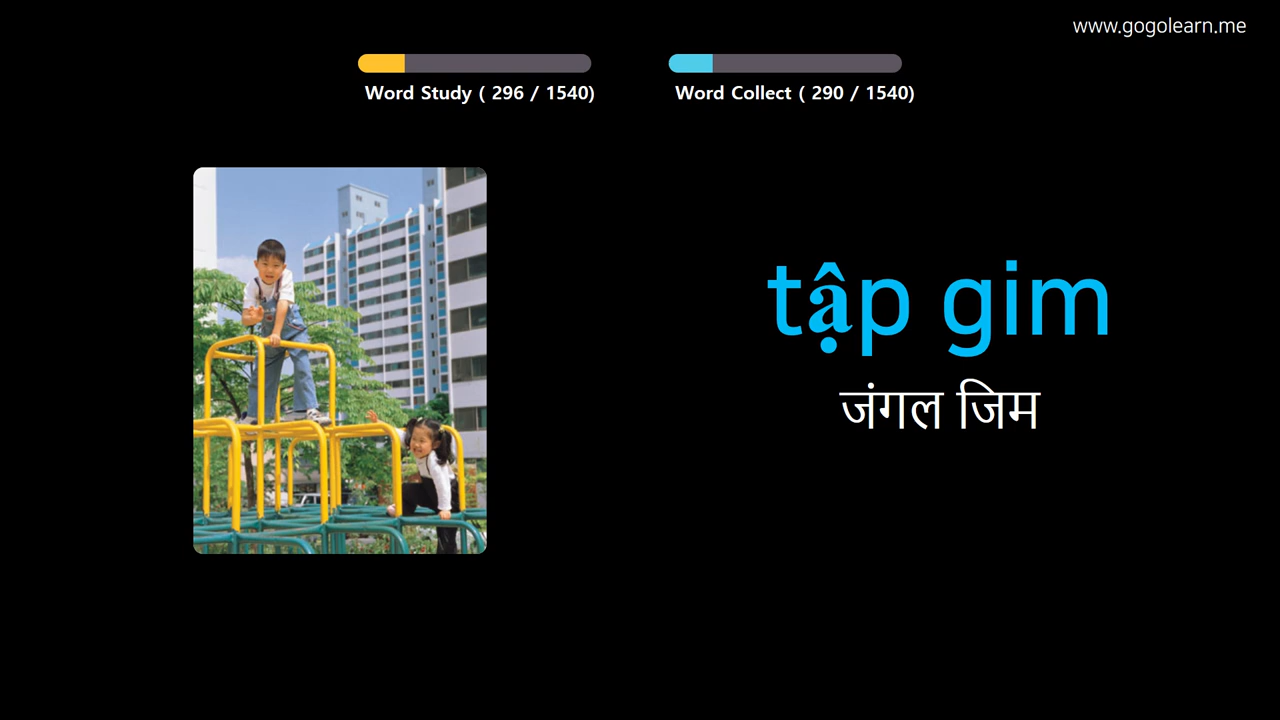 www.gogolearn.me
Word Study ( 296 / 1540)
Word Collect ( 290 / 1540)
tập gim
जंगल जिम